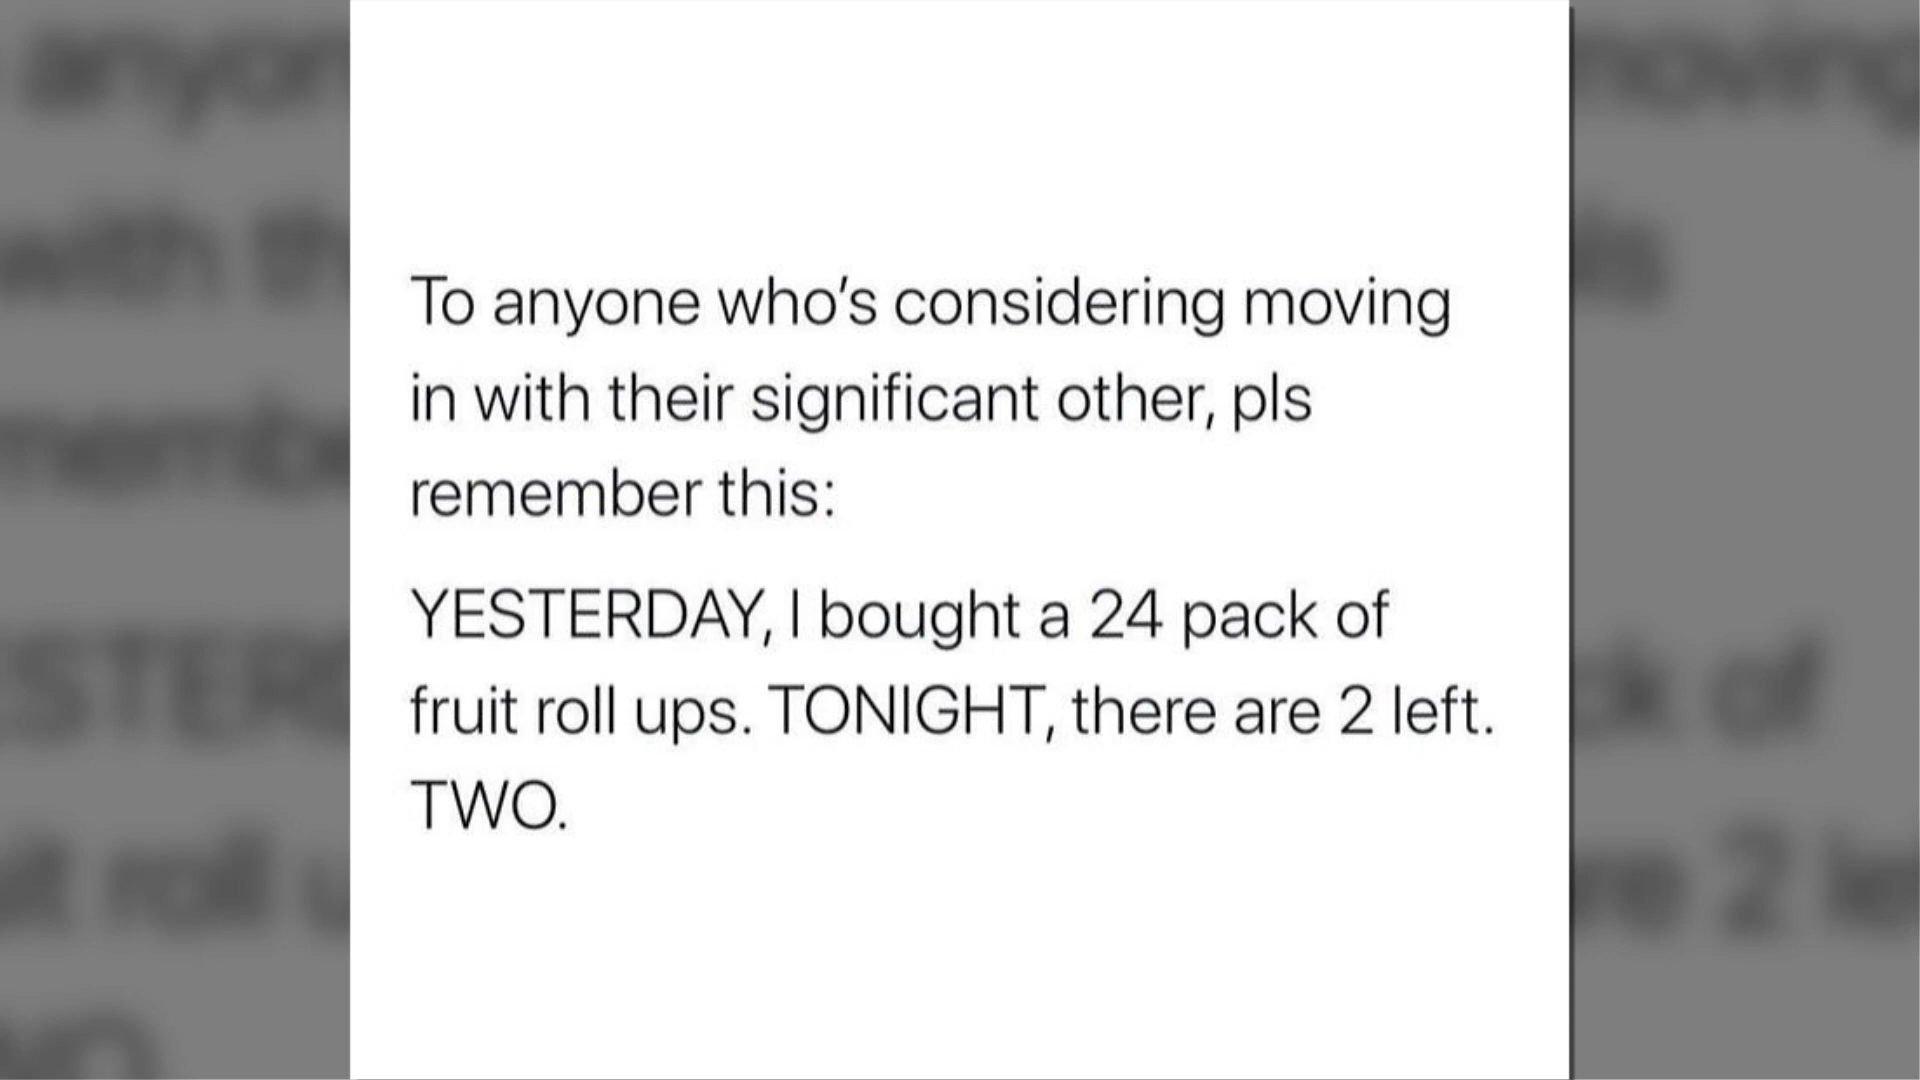 To anyone who's considering moving
in with their significant other, pls
remember this:
YESTERDAY, I bought a 24 pack of
fruit roll ups. TONIGHT, there are 2 left.
TWO.